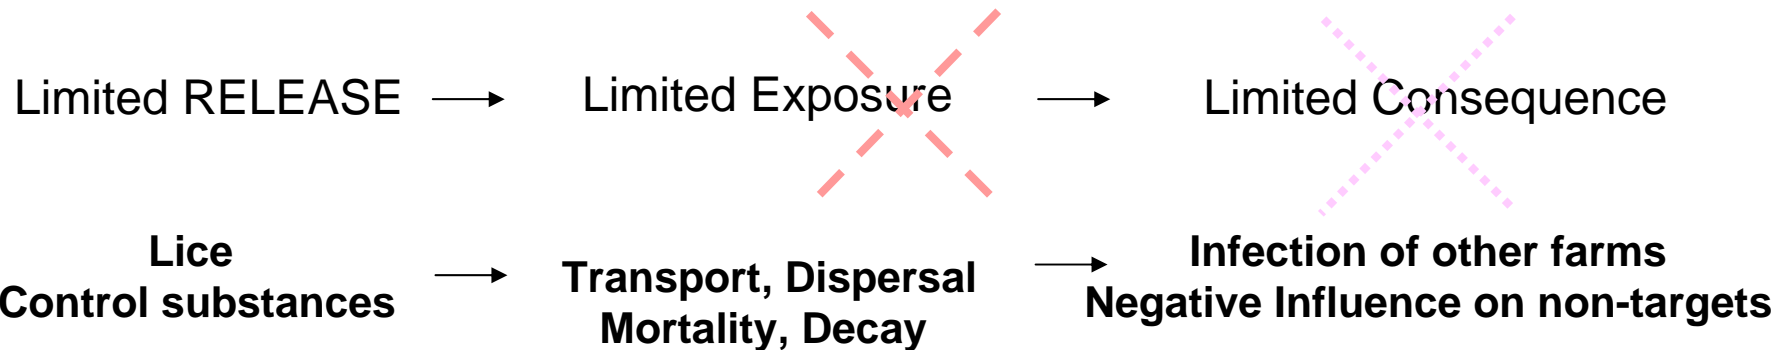 Limited RELEASE
Limited Exposure
Limited Consequence
Lice
Control substances
Transport, Dispersal
Mortality, Decay
Infection of other farms
Negative Influence on non-targets